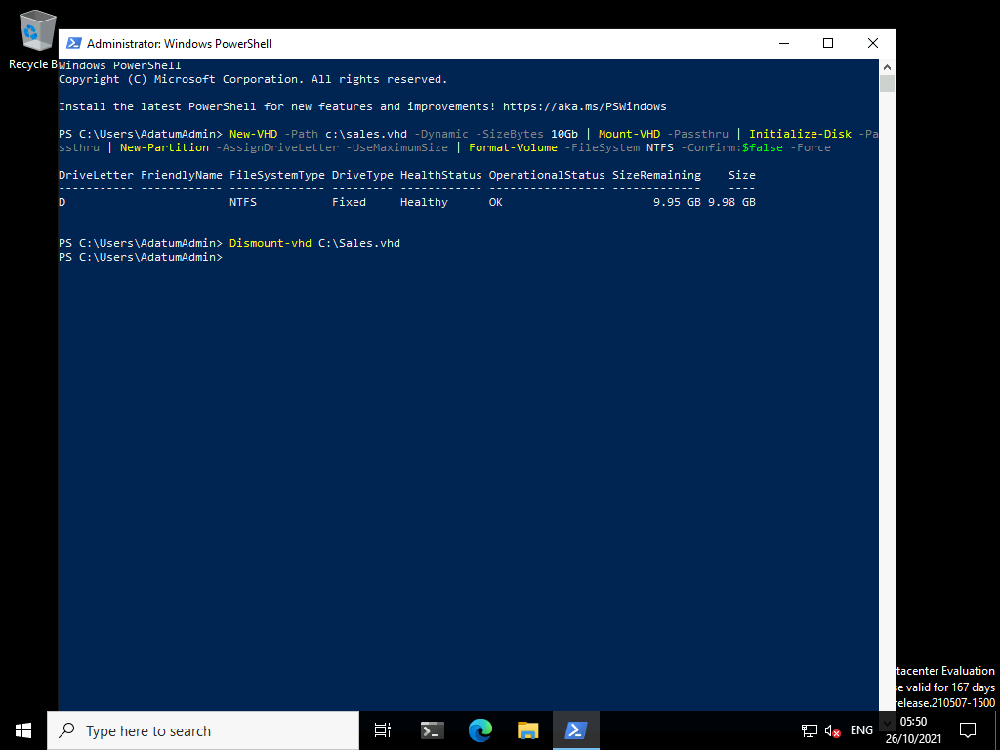 Administrator: Windows PowerShell
Recycle B
Windows PowerShell
Copyright (C) Microsoft Corporation. All rights reserved.
Install the latest PowerShell for new features and improvements! https://aka.ms/PSWindows
PS C:\Users\AdatumAdmin> New-VHD -Path c:\sales.vhd -Dynamic -SizeBytes 10Gb | Mount-VHD -Passthru | Initialize-Disk -Pa
ssthru | New-Partition -AssignDriveLetter -UseMaximumSize | Format-Volume -FileSystem NTFS -Confirm:$false -Force
DriveLetter FriendlyName FileSystemType DriveType HealthStatus OperationalStatus SizeRemaining    Size
----------- ------------ -------------- --------- ------------ ----------------- -------------    ----
D                        NTFS           Fixed     Healthy      OK                      9.95 GB 9.98 GB
PS C:\Users\AdatumAdmin> Dismount-vhd C:\Sales.vhd
PS C:\Users\AdatumAdmin>
tacenter Evaluation
se valid for 167 days
release.210507-1500
Type here to search
ENG
05:50
26/10/2021